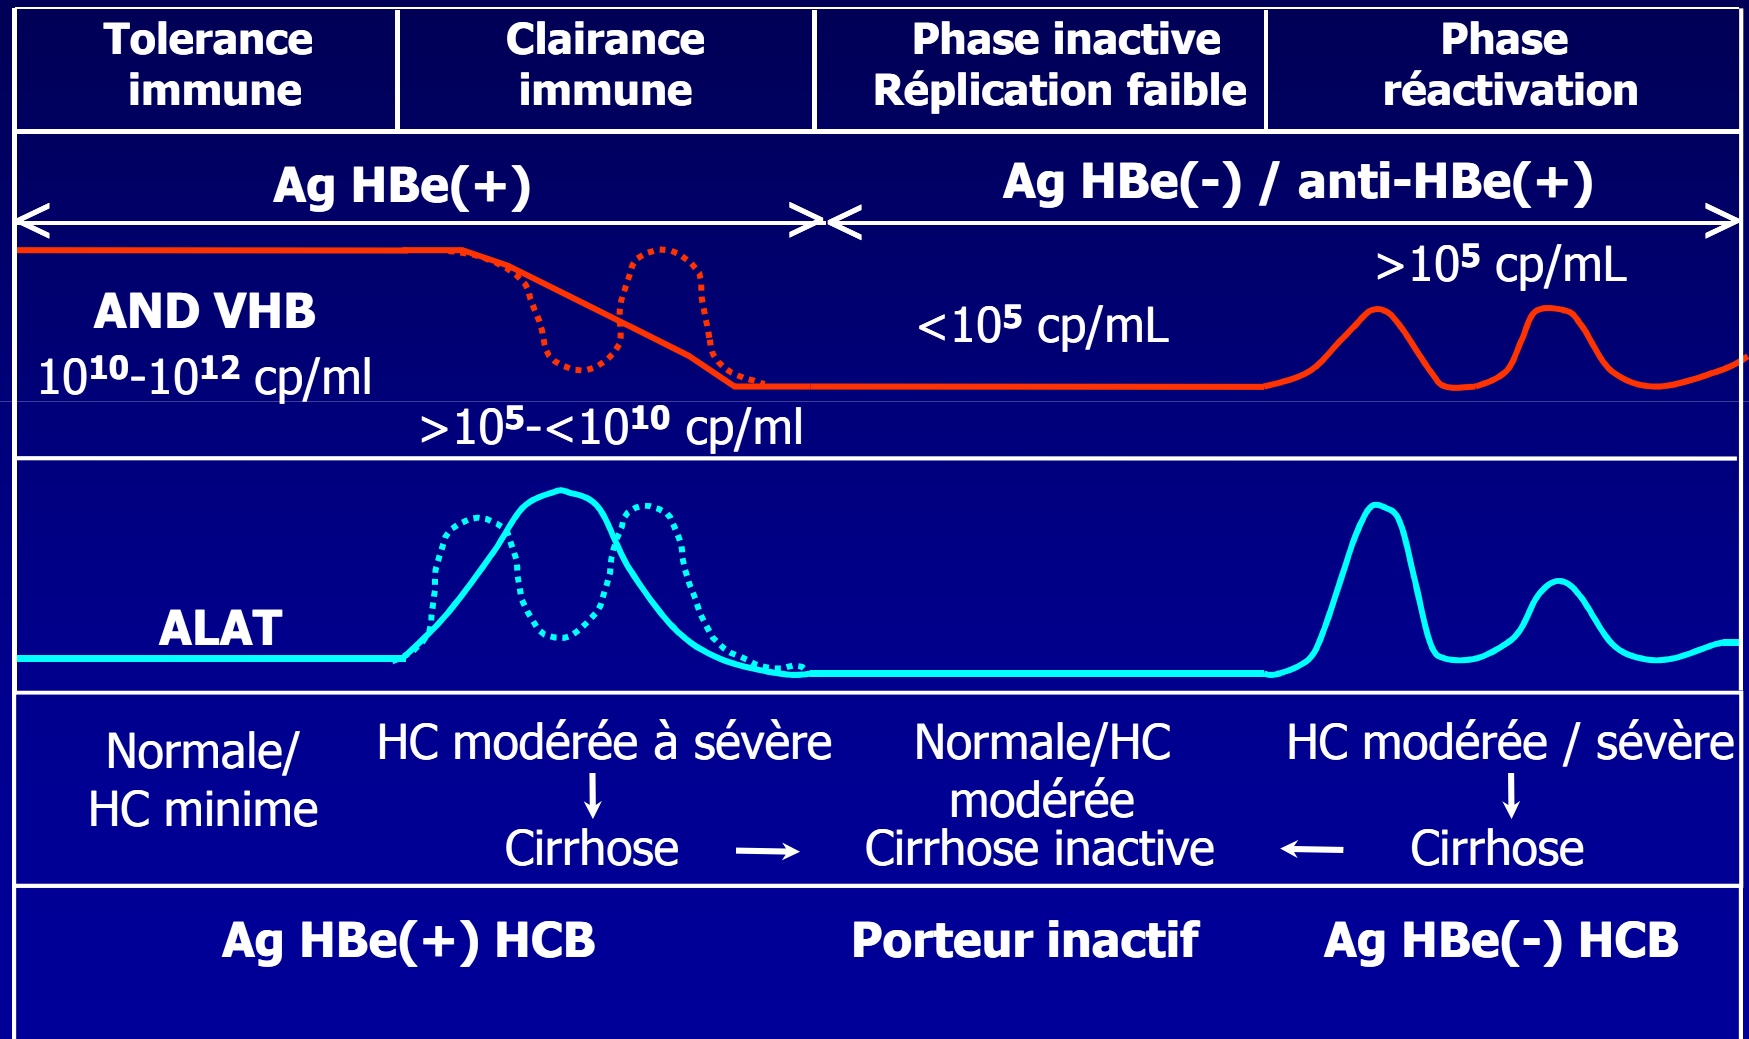 Tolerance
immune
Clairance
immune
Phase inactive
Réplication faible
Phase
réactivation
Ag HBe(+)
Ag HBe(-) / anti-HBe(+)
>10⁵ cp/mL
AND VHB
10¹⁰-10¹² cp/ml
<10⁵ cp/mL
>10⁵-<10¹⁰ cp/ml
ALAT
Normale/
HC minime
HC modérée à sévère
Cirrhose
Normale/HC
modérée
Cirrhose inactive
HC modérée / sévère
Cirrhose
Ag HBe(+) HCB
Porteur inactif
Ag HBe(-) HCB